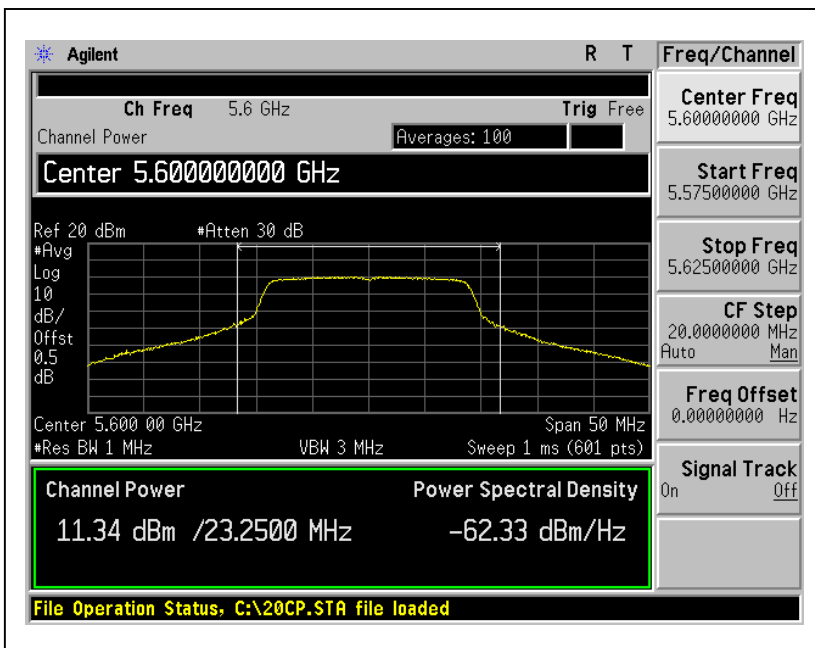 Agilent R T
Ch Freq 5.6 GHz Trig Free
Channel Power Averages: 100
Center 5.600000000 GHz
Ref 20 dBm #Atten 30 dB
#Avg
Log
10
dB/
Offst
0.5
dB
Center 5.600 00 GHz Span 50 MHz
#Res BW 1 MHz VBW 3 MHz Sweep 1 ms (601 pts)
Channel Power Power Spectral Density
11.34 dBm /23.2500 MHz -62.33 dBm/Hz
File Operation Status, C:\20CP.STA file loaded
Freq/Channel
Center Freq
5.60000000 GHz
Start Freq
5.57500000 GHz
Stop Freq
5.62500000 GHz
CF Step
20.0000000 MHz
Auto Man
Freq Offset
0.00000000 Hz
Signal Track
On Off